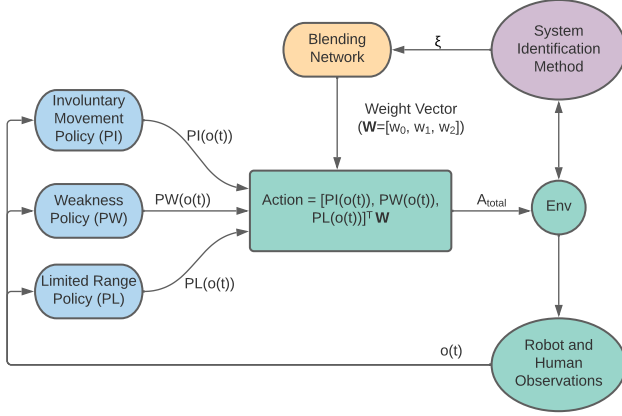 Blending
Network
ξ
System
Identification
Method
Involuntary
Movement
Policy (PI)
PI(o(t))
Weight Vector
(W=[w₀, w₁, w₂])
Weakness
Policy (PW)
PW(o(t))
Action = [PI(o(t)), PW(o(t)),
PL(o(t))]ᵀ W
A_total
Env
Limited Range
Policy (PL)
PL(o(t))
o(t)
Robot and
Human
Observations